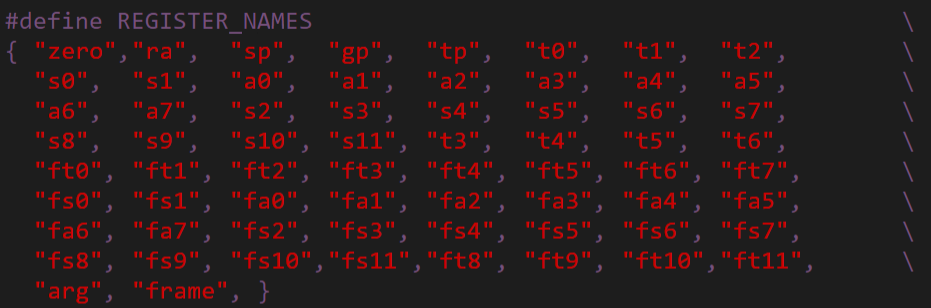 #define REGISTER_NAMES \
{ "zero","ra", "sp", "gp", "tp", "t0", "t1", "t2", \
"s0", "s1", "a0", "a1", "a2", "a3", "a4", "a5", \
"a6", "a7", "s2", "s3", "s4", "s5", "s6", "s7", \
"s8", "s9", "s10", "s11", "t3", "t4", "t5", "t6", \
"ft0", "ft1", "ft2", "ft3", "ft4", "ft5", "ft6", "ft7", \
"fs0", "fs1", "fa0", "fa1", "fa2", "fa3", "fa4", "fa5", \
"fa6", "fa7", "fs2", "fs3", "fs4", "fs5", "fs6", "fs7", \
"fs8", "fs9", "fs10","fs11","ft8", "ft9", "ft10","ft11", \
"arg", "frame", }